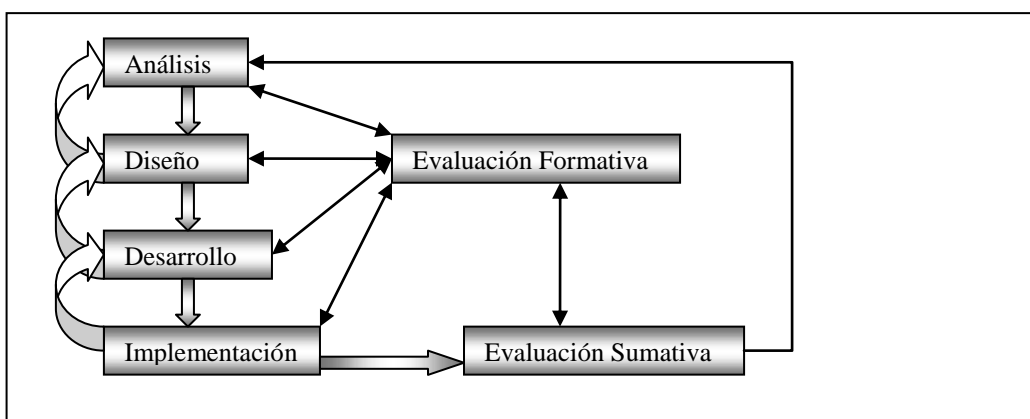 Análisis
Diseño
Evaluación Formativa
Desarrollo
Implementación
Evaluación Sumativa